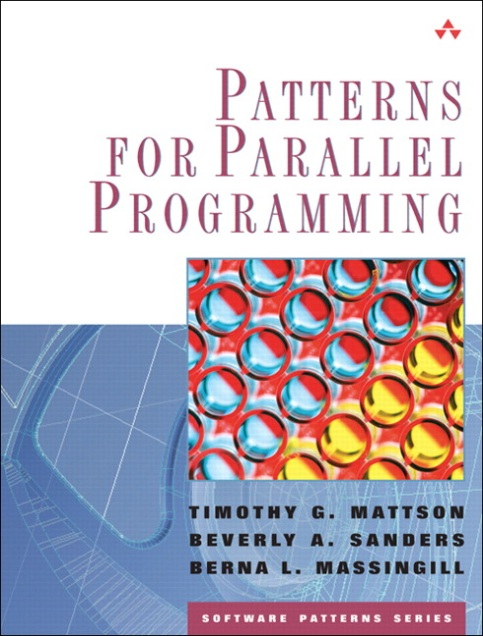 PATTERNS
FOR PARALLEL
PROGRAMMING
TIMOTHY G. MATTSON
BEVERLY A. SANDERS
BERNA L. MASSINGILL
SOFTWARE PATTERNS SERIES